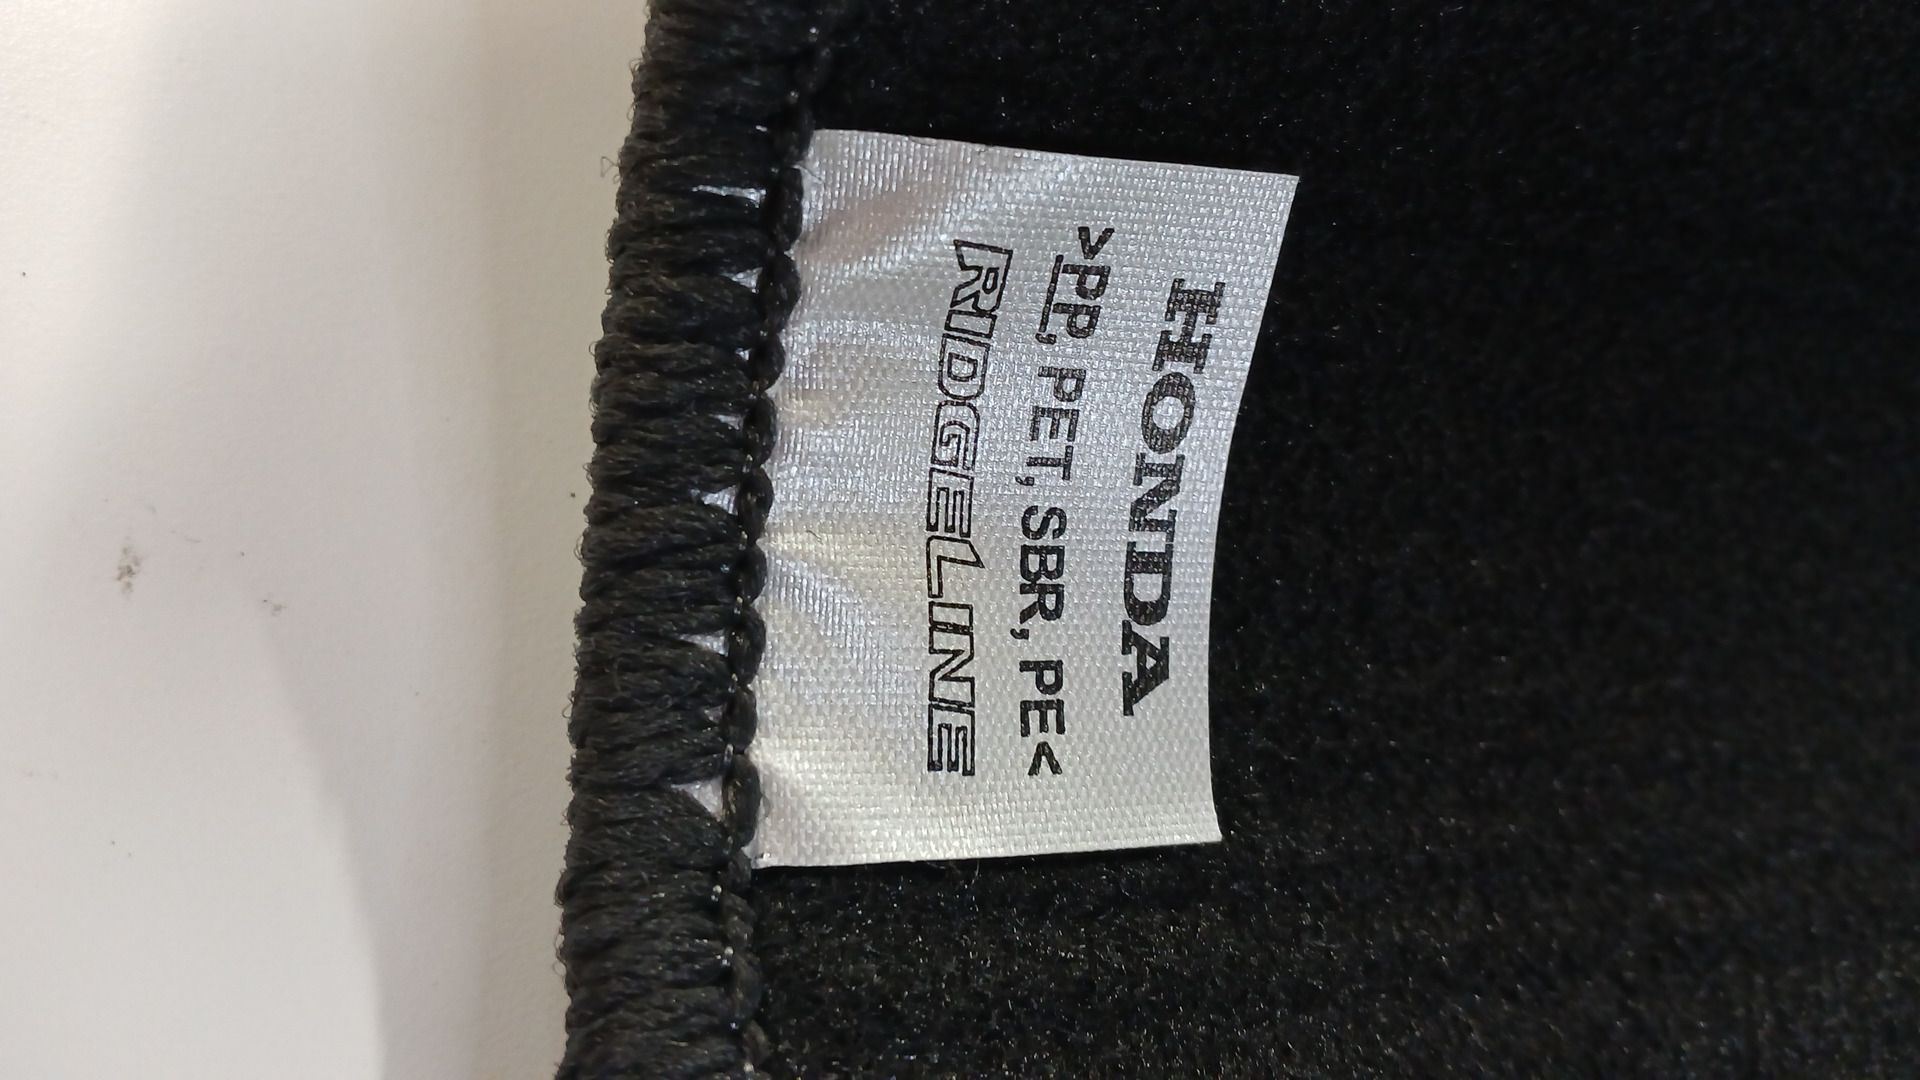 HONDA
>PP, PET, SBR, PE<
RIDGELINE